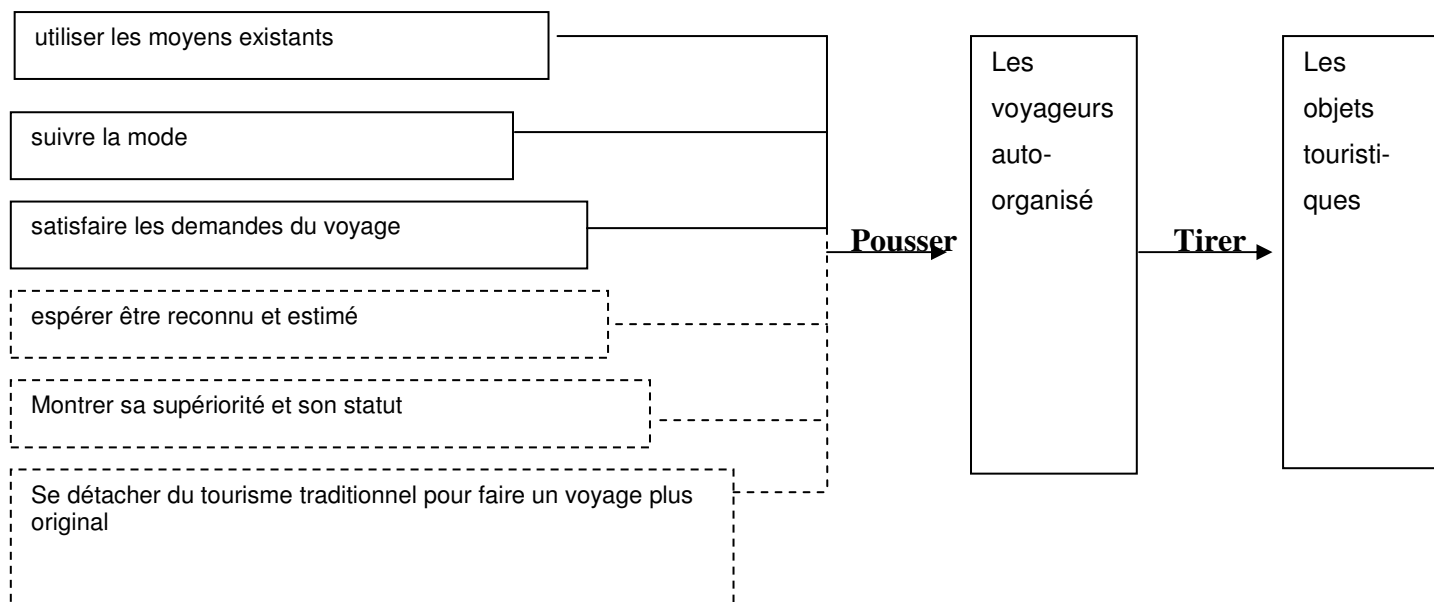 utiliser les moyens existants
suivre la mode
satisfaire les demandes du voyage
espérer être reconnu et estimé
Montrer sa supériorité et son statut
Se détacher du tourisme traditionnel pour faire un voyage plus
original
Pousser
Les
voyageurs
auto-
organisé
Tirer
Les
objets
touristi-
ques